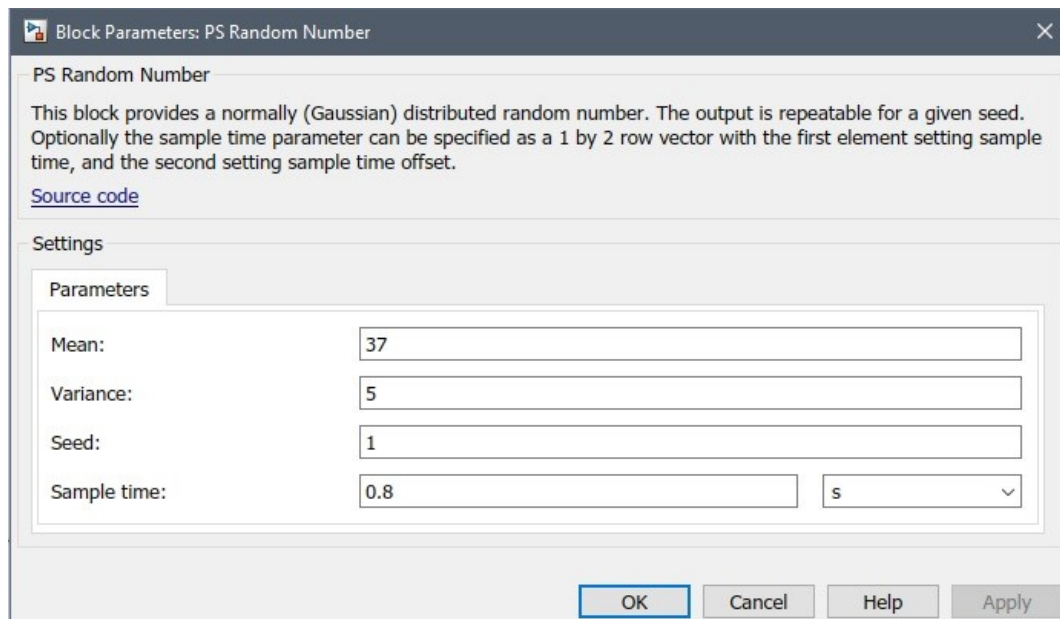 Block Parameters: PS Random Number
PS Random Number
This block provides a normally (Gaussian) distributed random number. The output is repeatable for a given seed.
Optionally the sample time parameter can be specified as a 1 by 2 row vector with the first element setting sample
time, and the second setting sample time offset.
Source code
Settings
Parameters
Mean: 37
Variance: 5
Seed: 1
Sample time: 0.8 s
OK Cancel Help Apply